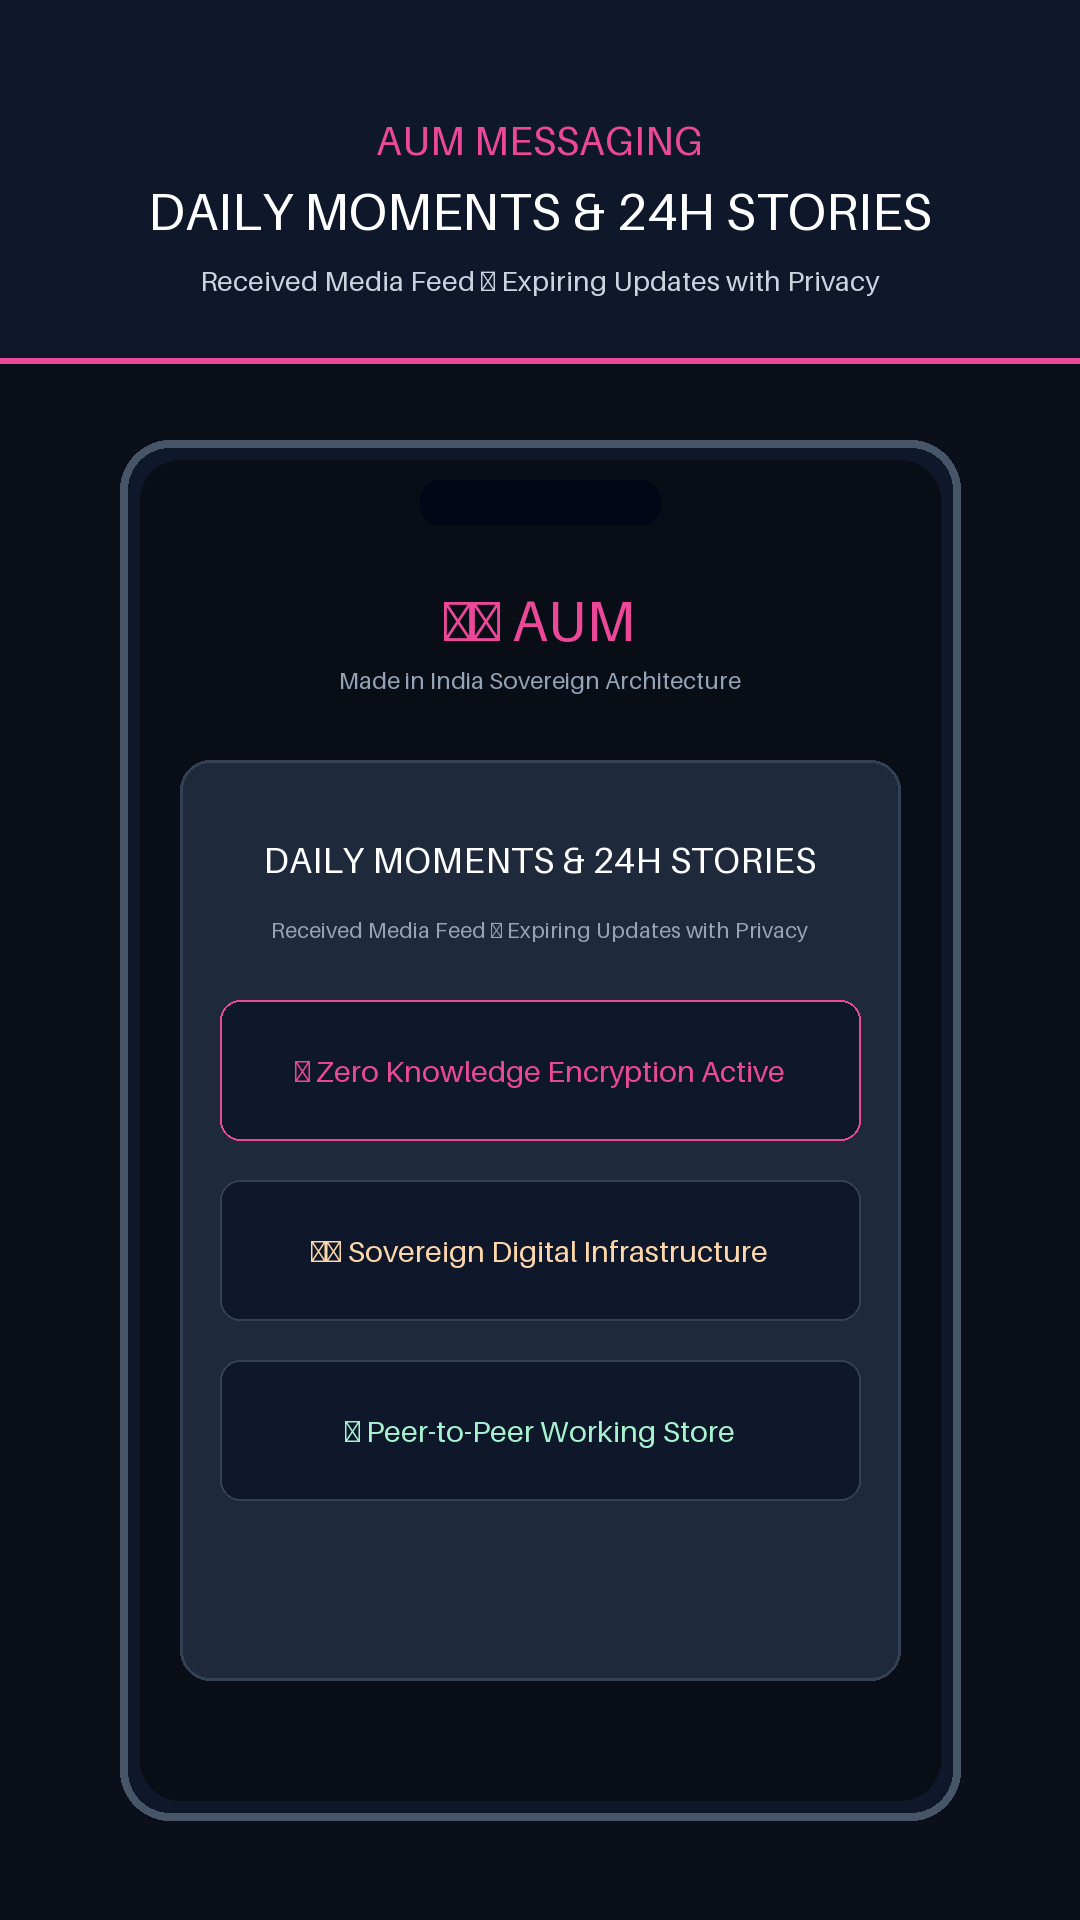 AUM MESSAGING
DAILY MOMENTS & 24H STORIES
Received Media Feed Expiring Updates with Privacy
AUM
Made in India Sovereign Architecture
DAILY MOMENTS & 24H STORIES
Received Media Feed Expiring Updates with Privacy
Zero Knowledge Encryption Active
Sovereign Digital Infrastructure
Peer-to-Peer Working Store